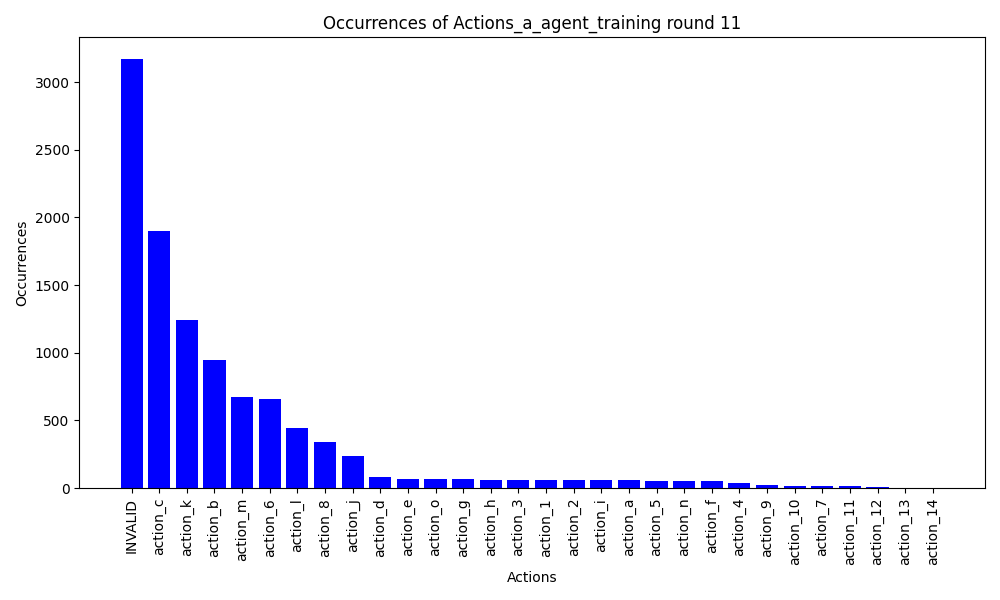 Occurrences of Actions_a_agent_training round 11
Occurrences
3000
2500
2000
1500
1000
500
0
INVALID
action_c
action_k
action_b
action_m
action_6
action_l
action_8
action_j
action_d
action_e
action_o
action_g
action_h
action_3
action_1
action_2
action_i
action_a
action_5
action_n
action_f
action_4
action_9
action_10
action_7
action_11
action_12
action_13
action_14
Actions